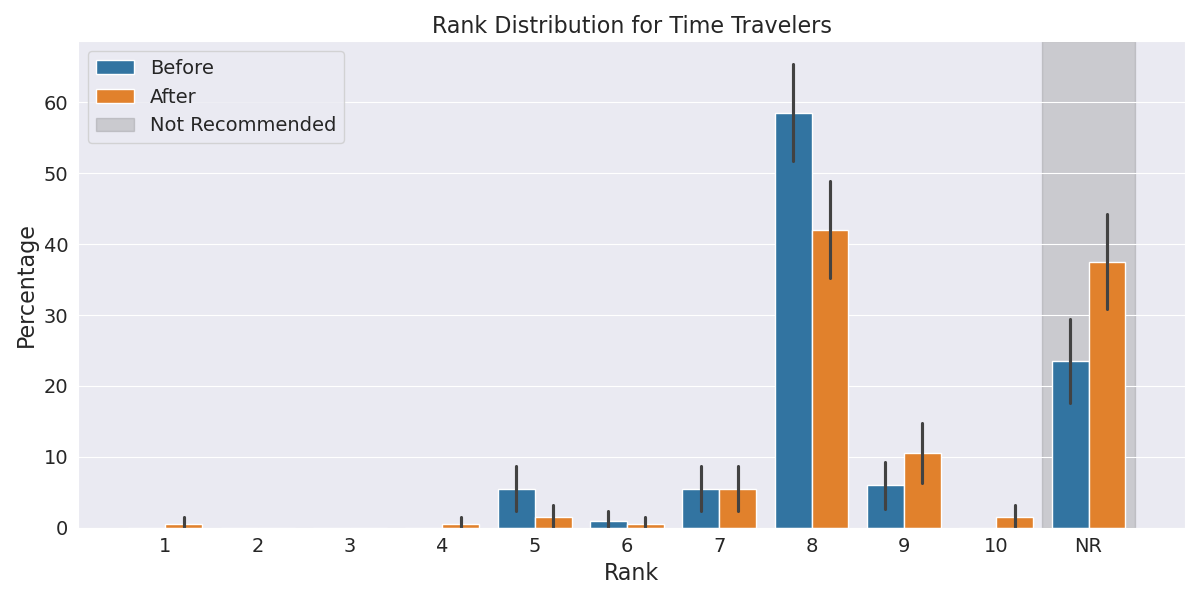 Rank Distribution for Time Travelers
Before
After
Not Recommended
Percentage
60
50
40
30
20
10
0
1 2 3 4 5 6 7 8 9 10 NR
Rank